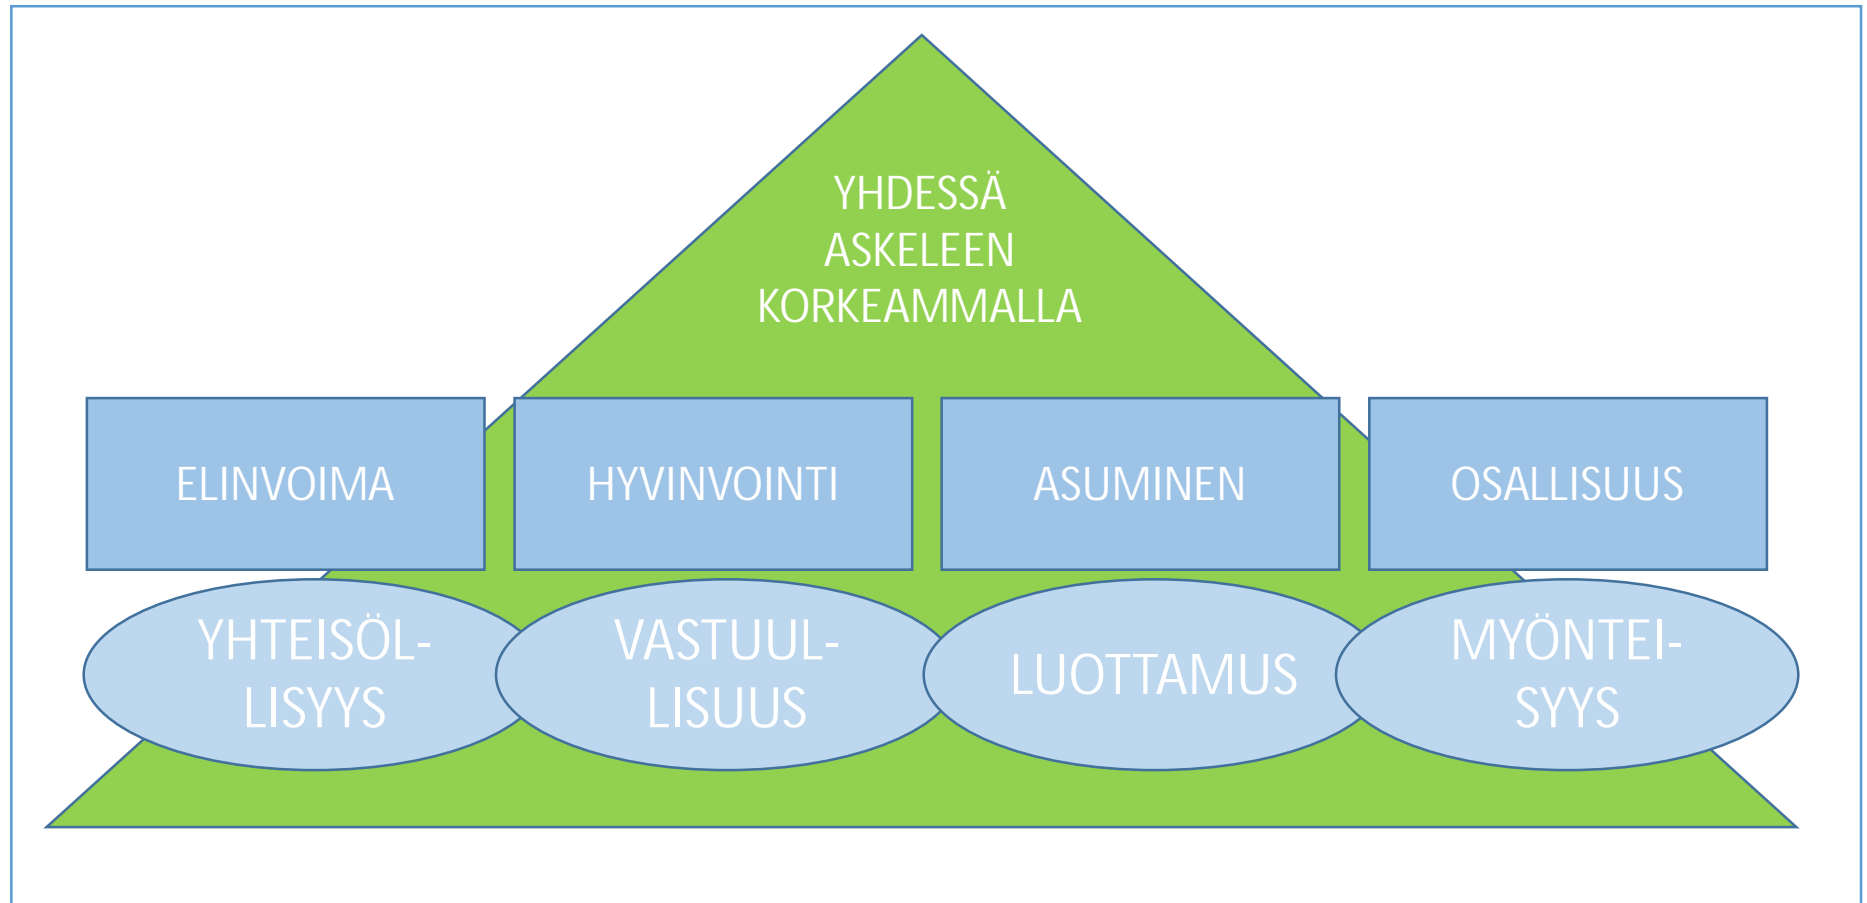 YHDESSÄ
ASKELEEN
KORKEAMMALLA
ELINVOIMA
HYVINVOINTI
ASUMINEN
OSALLISUUS
YHTEISÖL-
LISYYS
VASTUUL-
LISUUS
LUOTTAMUS
MYÖNTEI-
SYYS